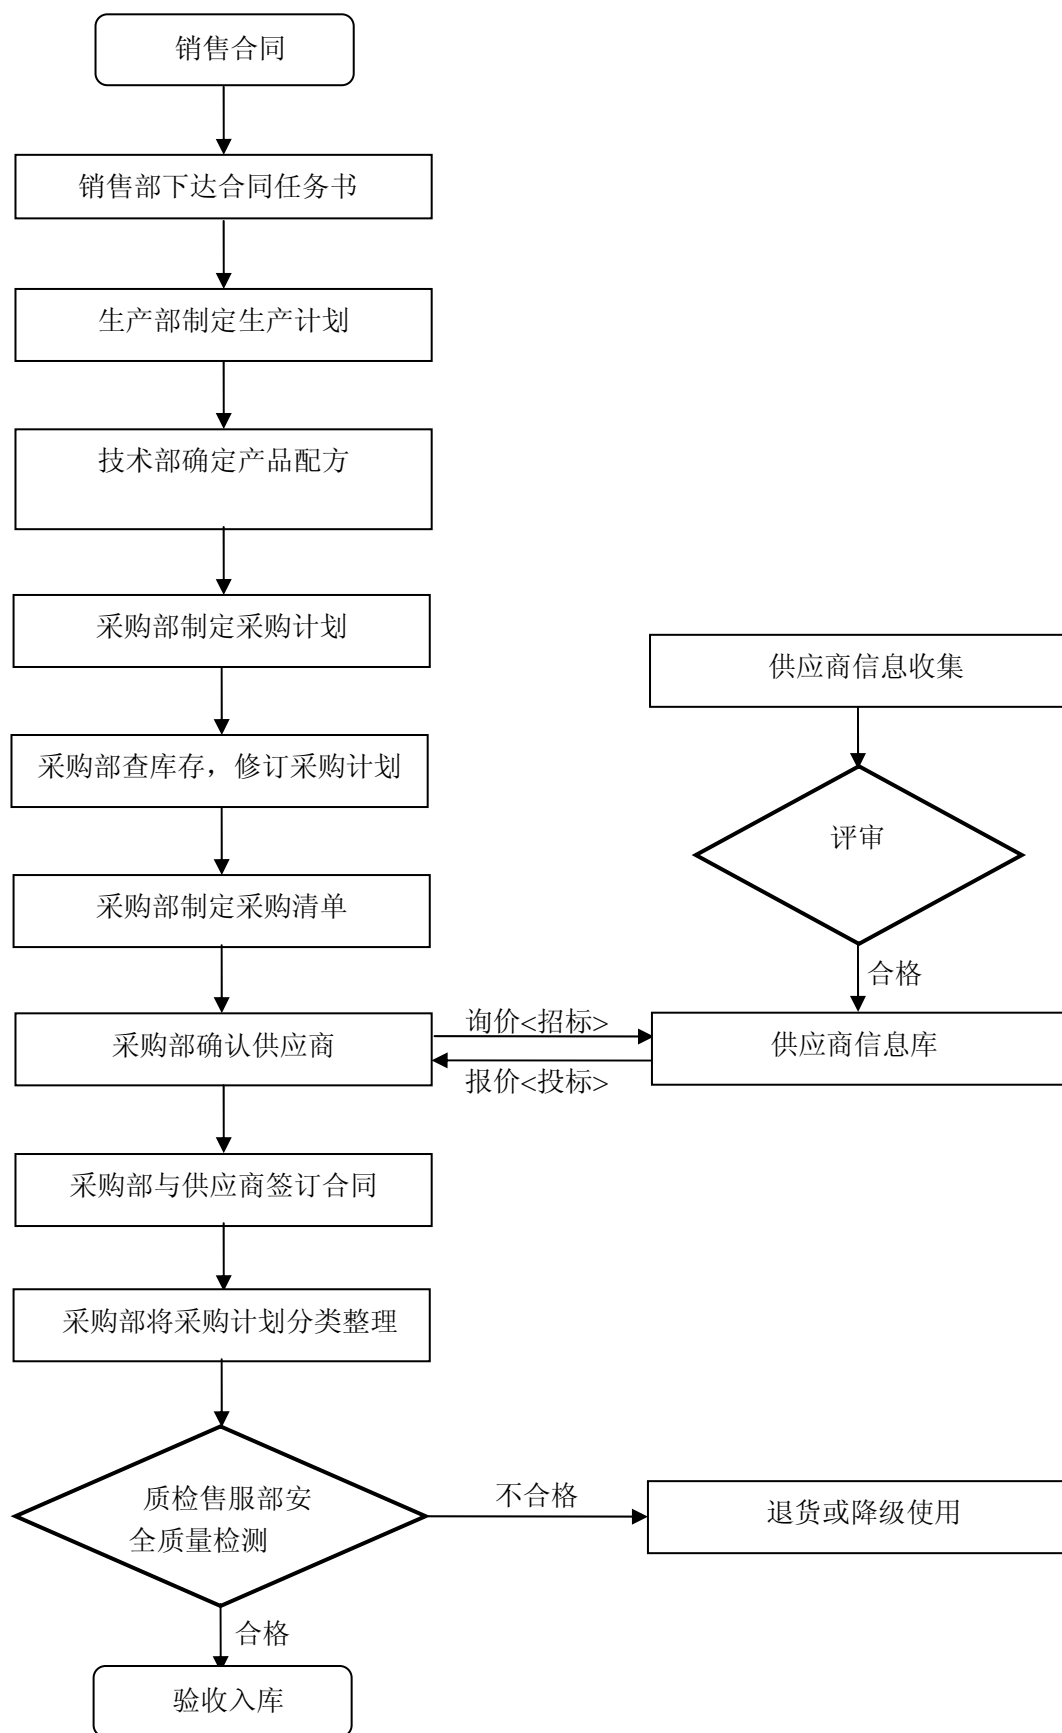 销售合同
销售部下达合同任务书
生产部制定生产计划
技术部确定产品配方
采购部制定采购计划
供应商信息收集
采购部查库存，修订采购计划
评审
采购部制定采购清单
合格
询价<招标>
采购部确认供应商
供应商信息库
报价<投标>
采购部与供应商签订合同
采购部将采购计划分类整理
质检售服部安
全质量检测
不合格
退货或降级使用
合格
验收入库